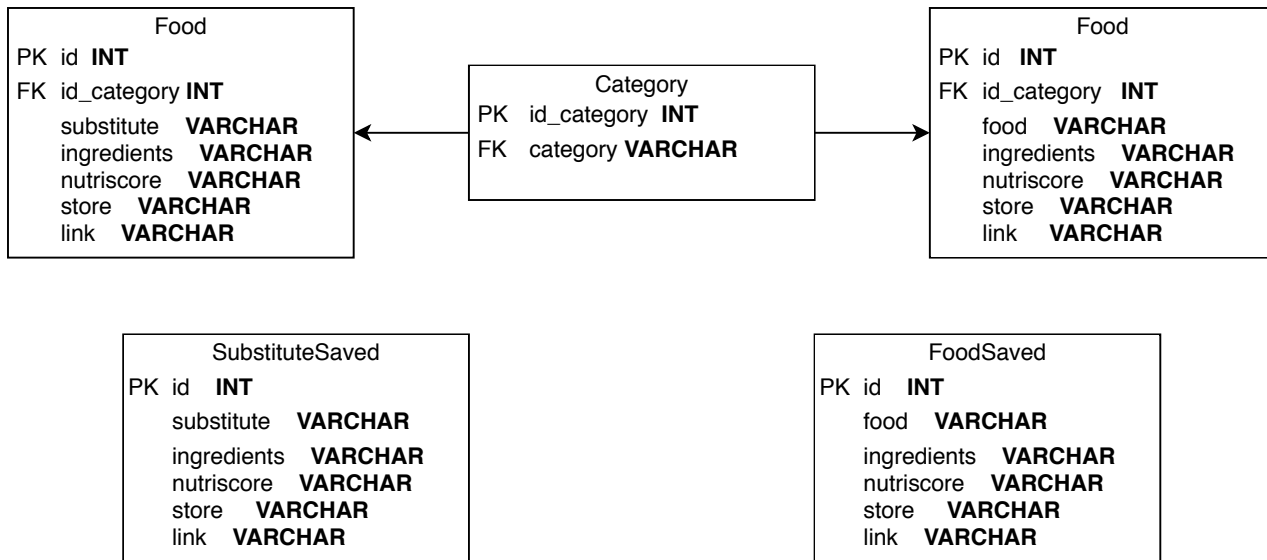 Food
PK id INT
FK id_category INT
substitute VARCHAR
ingredients VARCHAR
nutriscore VARCHAR
store VARCHAR
link VARCHAR
Category
PK id_category INT
FK category VARCHAR
Food
PK id INT
FK id_category INT
food VARCHAR
ingredients VARCHAR
nutriscore VARCHAR
store VARCHAR
link VARCHAR
SubstituteSaved
PK id INT
substitute VARCHAR
ingredients VARCHAR
nutriscore VARCHAR
store VARCHAR
link VARCHAR
FoodSaved
PK id INT
food VARCHAR
ingredients VARCHAR
nutriscore VARCHAR
store VARCHAR
link VARCHAR